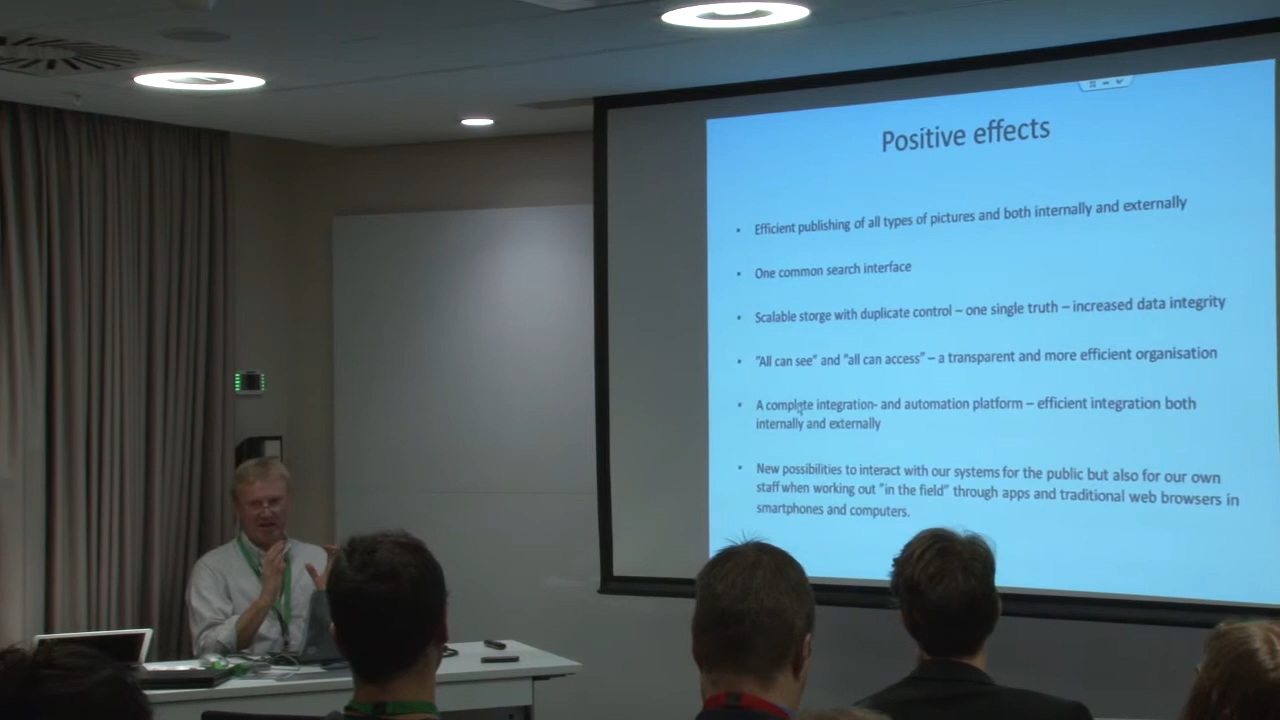 Positive effects
• Efficient publishing of all types of pictures and both internally and externally
• One common search interface
• Scalable storge with duplicate control – one single truth – increased data integrity
• "All can see" and "all can access" – a transparent and more efficient organisation
• A complete integration- and automation platform – efficient integration both
internally and externally
• New possibilities to interact with our systems for the public but also for our own
staff when working out "in the field" through apps and traditional web browsers in
smartphones and computers.